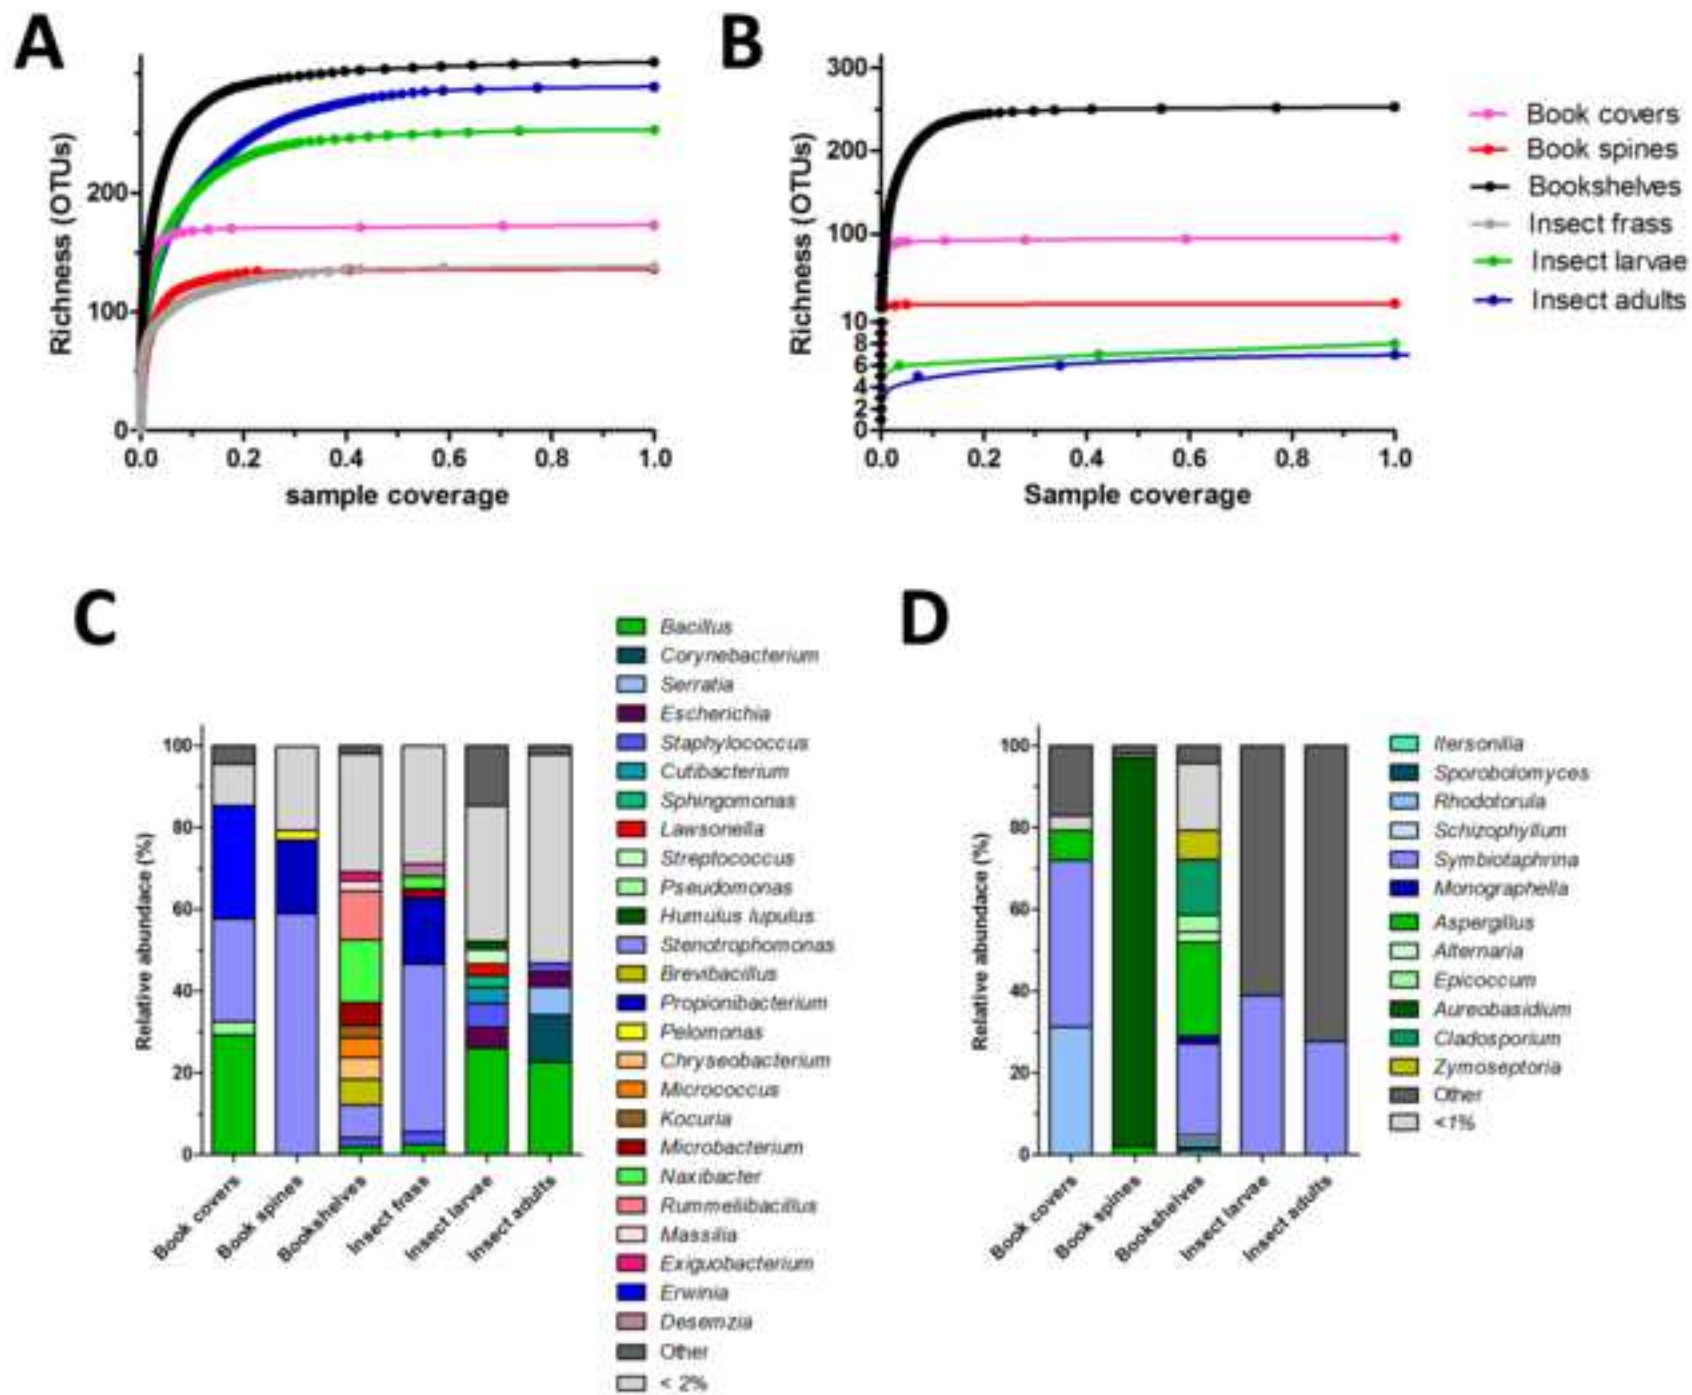 A
B
Richness (OTUs)
200
100
0
0.0 0.2 0.4 0.6 0.8 1.0
sample coverage
Richness (OTUs)
300
200
100
10
8
6
4
2
0
0.0 0.2 0.4 0.6 0.8 1.0
Sample coverage
Book covers
Book spines
Bookshelves
Insect frass
Insect larvae
Insect adults
C
Relative abundace (%)
100
80
60
40
20
0
Book covers
Book spines
Bookshelves
Insect frass
Insect larvae
Insect adults
Bacillus
Corynebacterium
Serratia
Escherichia
Staphylococcus
Cutibacterium
Sphingomonas
Lawsonella
Streptococcus
Pseudomonas
Humulus lupulus
Stenotrophomonas
Brevibacillus
Propionibacterium
Pelomonas
Chryseobacterium
Micrococcus
Kocuria
Microbacterium
Naxibacter
Rummeliibacillus
Massilia
Exiguobacterium
Erwinia
Desemzia
Other
< 2%
D
Relative abundace (%)
100
80
60
40
20
0
Book covers
Book spines
Bookshelves
Insect larvae
Insect adults
Itersonilia
Sporobolomyces
Rhodotorula
Schizophyllum
Symbiotaphrina
Monographella
Aspergillus
Alternaria
Epicoccum
Aureobasidium
Cladosporium
Zymoseptoria
Other
<1%